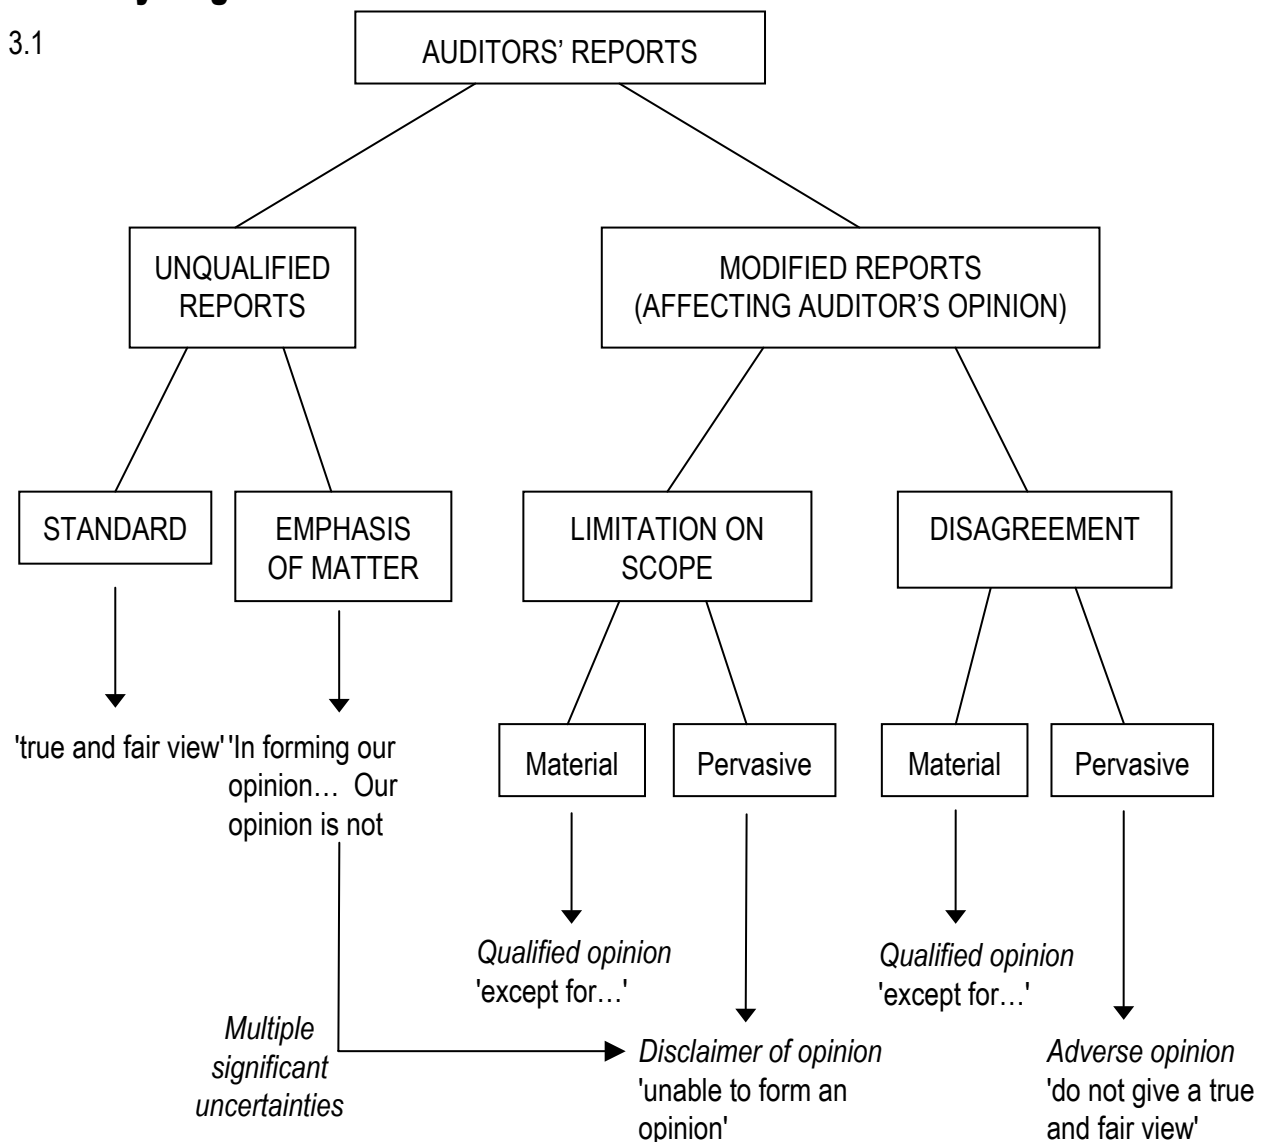 3.1
AUDITORS' REPORTS
UNQUALIFIED
REPORTS
MODIFIED REPORTS
(AFFECTING AUDITOR'S OPINION)
STANDARD
EMPHASIS
OF MATTER
LIMITATION ON
SCOPE
DISAGREEMENT
'true and fair view'
'In forming our
opinion… Our
opinion is not
Material
Pervasive
Material
Pervasive
Qualified opinion
'except for…'
Qualified opinion
'except for…'
Multiple
significant
uncertainties
Disclaimer of opinion
'unable to form an
opinion'
Adverse opinion
'do not give a true
and fair view'